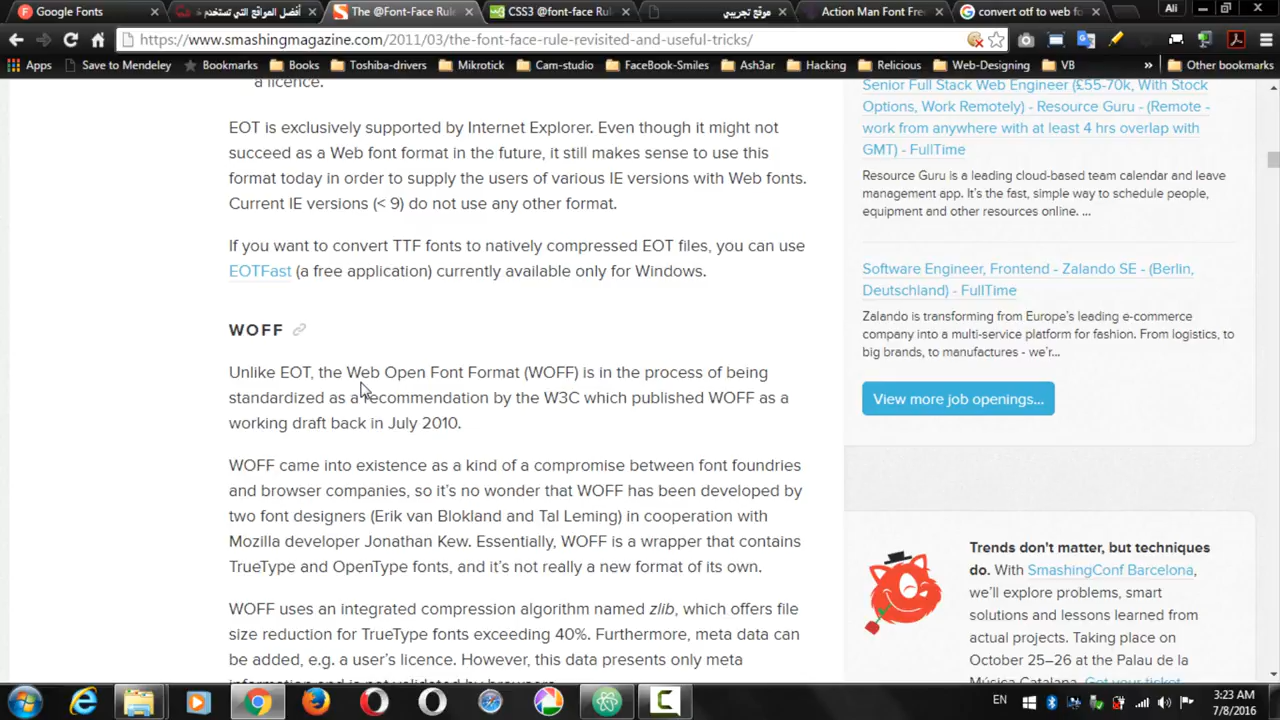 Google Fonts
أفضل المواقع التي تستخدم
The @Font-Face Rule
CSS3 @font-face Rul
موقع تجريبي
Action Man Font Fre
convert otf to web fo
Ali
https://www.smashingmagazine.com/2011/03/the-font-face-rule-revisited-and-useful-tricks/
Apps
Save to Mendeley
Bookmarks
Books
Toshiba-drivers
Mikrotick
Cam-studio
FaceBook-Smiles
Ash3ar
Hacking
Relicious
Web-Designing
VB
»
Other bookmarks
a licence.
EOT is exclusively supported by Internet Explorer. Even though it might not
succeed as a Web font format in the future, it still makes sense to use this
format today in order to supply the users of various IE versions with Web fonts.
Current IE versions (< 9) do not use any other format.
If you want to convert TTF fonts to natively compressed EOT files, you can use
EOTFast (a free application) currently available only for Windows.
WOFF
Unlike EOT, the Web Open Font Format (WOFF) is in the process of being
standardized as a recommendation by the W3C which published WOFF as a
working draft back in July 2010.
WOFF came into existence as a kind of a compromise between font foundries
and browser companies, so it's no wonder that WOFF has been developed by
two font designers (Erik van Blokland and Tal Leming) in cooperation with
Mozilla developer Jonathan Kew. Essentially, WOFF is a wrapper that contains
TrueType and OpenType fonts, and it's not really a new format of its own.
WOFF uses an integrated compression algorithm named zlib, which offers file
size reduction for TrueType fonts exceeding 40%. Furthermore, meta data can
be added, e.g. a user's licence. However, this data presents only meta
information and is not validated by browsers.
Senior Full Stack Web Engineer (£55-70k, With Stock
Options, Work Remotely) - Resource Guru - (Remote -
work from anywhere with at least 4 hrs overlap with
GMT) - FullTime
Resource Guru is a leading cloud-based team calendar and leave
management app. It's the fast, simple way to schedule people,
equipment and other resources online. ...
Software Engineer, Frontend - Zalando SE - (Berlin,
Deutschland) - FullTime
Zalando is transforming from Europe's leading e-commerce
company into a multi-service platform for fashion. From logistics, to
big brands, to manufactures - we'r...
View more job openings...
Trends don't matter, but techniques
do. With SmashingConf Barcelona,
we'll explore problems, smart
solutions and lessons learned from
actual projects. Taking place on
October 25–26 at the Palau de la
Música Catalana. Get your ticket
EN
3:23 AM
7/8/2016